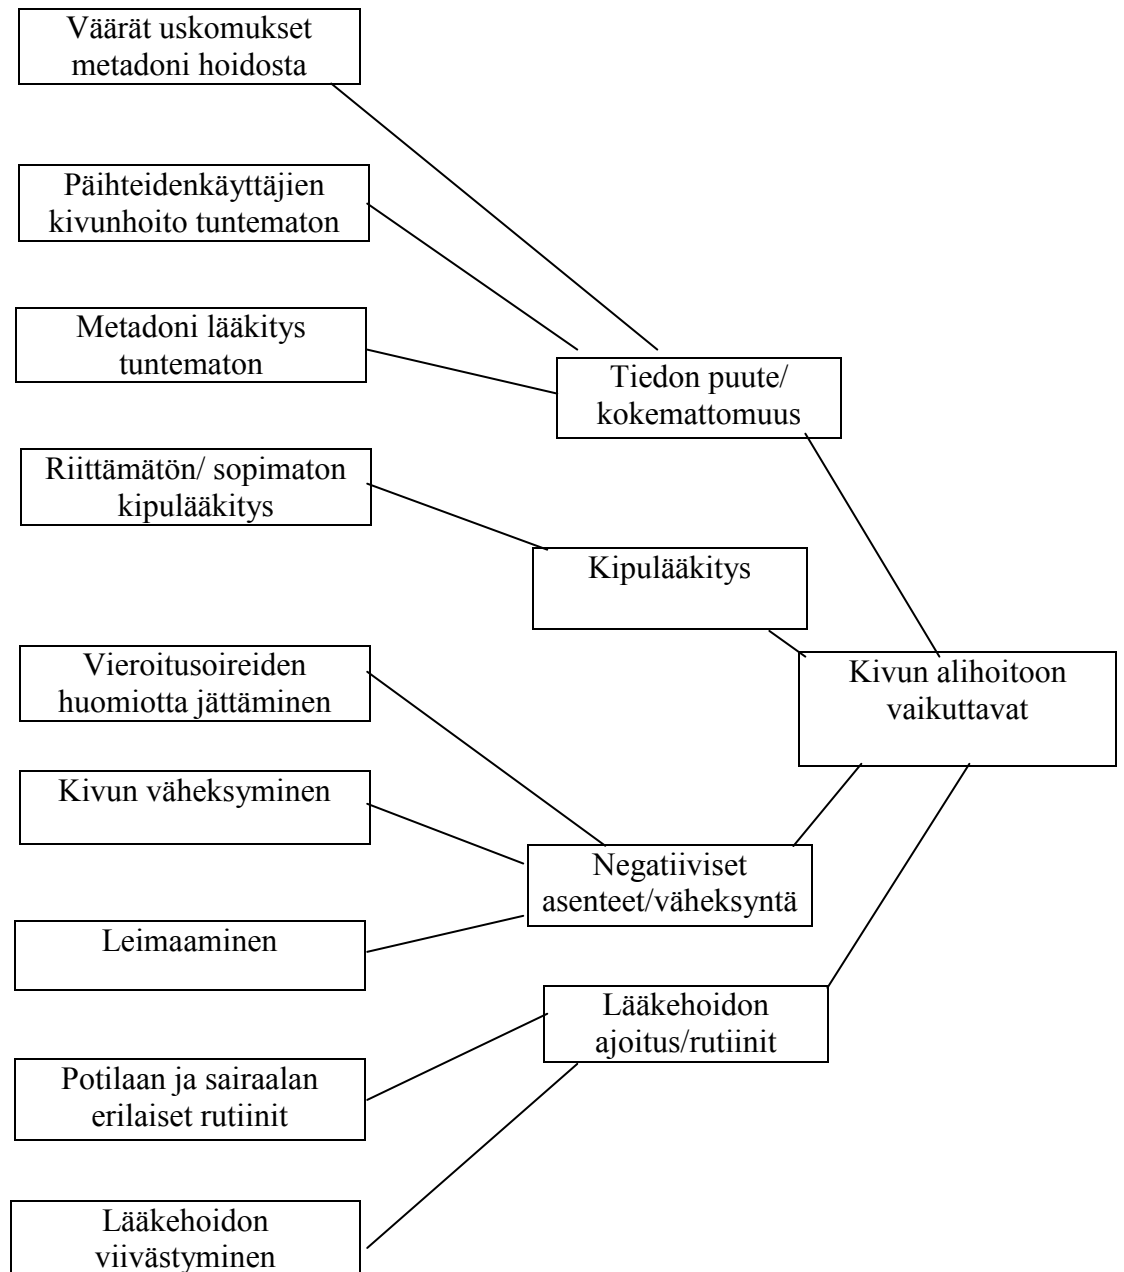 Väärät uskomukset
metadoni hoidosta
Päihteidenkäyttäjien
kivunhoito tuntematon
Metadoni lääkitys
tuntematon
Tiedon puute/
kokemattomuus
Riittämätön/ sopimaton
kipulääkitys
Kipulääkitys
Vieroitusoireiden
huomiotta jättäminen
Kivun alihoitoon
vaikuttavat
Kivun väheksyminen
Negatiiviset
asenteet/väheksyntä
Leimaaminen
Lääkehoidon
ajoitus/rutiinit
Potilaan ja sairaalan
erilaiset rutiinit
Lääkehoidon
viivästyminen